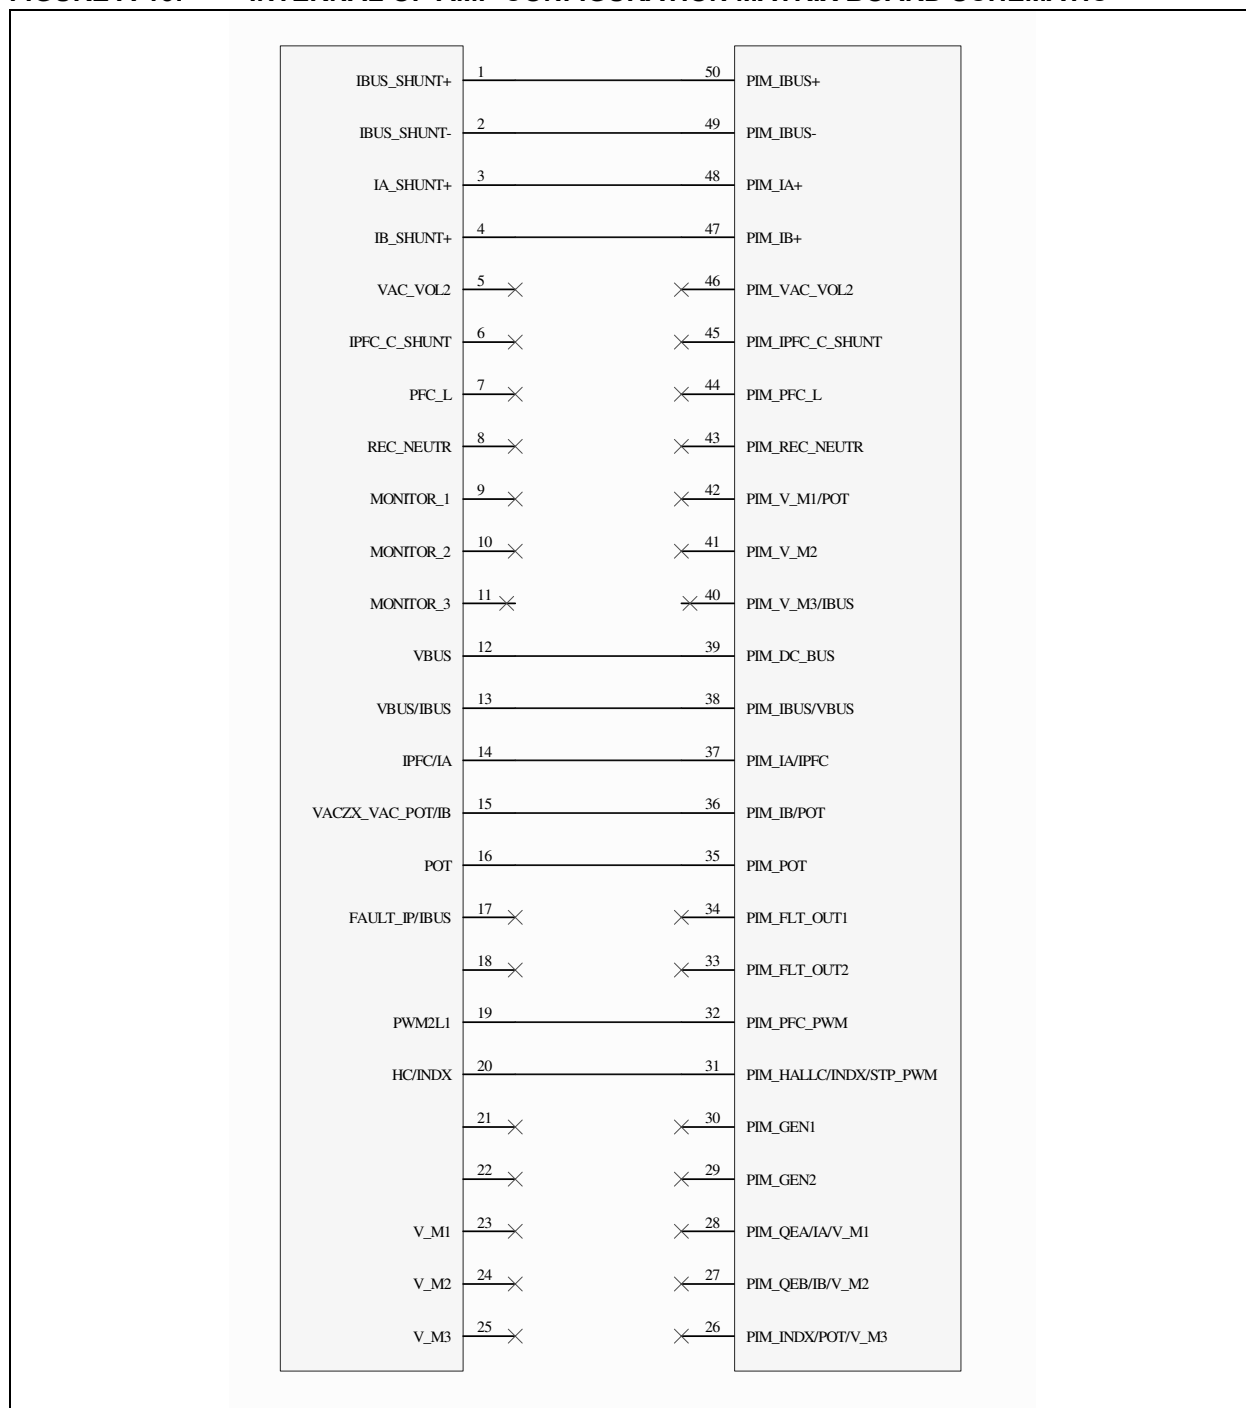 IBUS_SHUNT+ 1 50 PIM_IBUS+
IBUS_SHUNT- 2 49 PIM_IBUS-
IA_SHUNT+ 3 48 PIM_IA+
IB_SHUNT+ 4 47 PIM_IB+
VAC_VOL2 5 46 PIM_VAC_VOL2
IPFC_C_SHUNT 6 45 PIM_IPFC_C_SHUNT
PFC_L 7 44 PIM_PFC_L
REC_NEUTR 8 43 PIM_REC_NEUTR
MONITOR_1 9 42 PIM_V_M1/POT
MONITOR_2 10 41 PIM_V_M2
MONITOR_3 11 40 PIM_V_M3/IBUS
VBUS 12 39 PIM_DC_BUS
VBUS/IBUS 13 38 PIM_IBUS/VBUS
IPFC/IA 14 37 PIM_IA/IPFC
VACZX_VAC_POT/IB 15 36 PIM_IB/POT
POT 16 35 PIM_POT
FAULT_IP/IBUS 17 34 PIM_FLT_OUT1
18 33 PIM_FLT_OUT2
PWM2L1 19 32 PIM_PFC_PWM
HC/INDX 20 31 PIM_HALLC/INDX/STP_PWM
21 30 PIM_GEN1
22 29 PIM_GEN2
V_M1 23 28 PIM_QEA/IA/V_M1
V_M2 24 27 PIM_QEB/IB/V_M2
V_M3 25 26 PIM_INDX/POT/V_M3